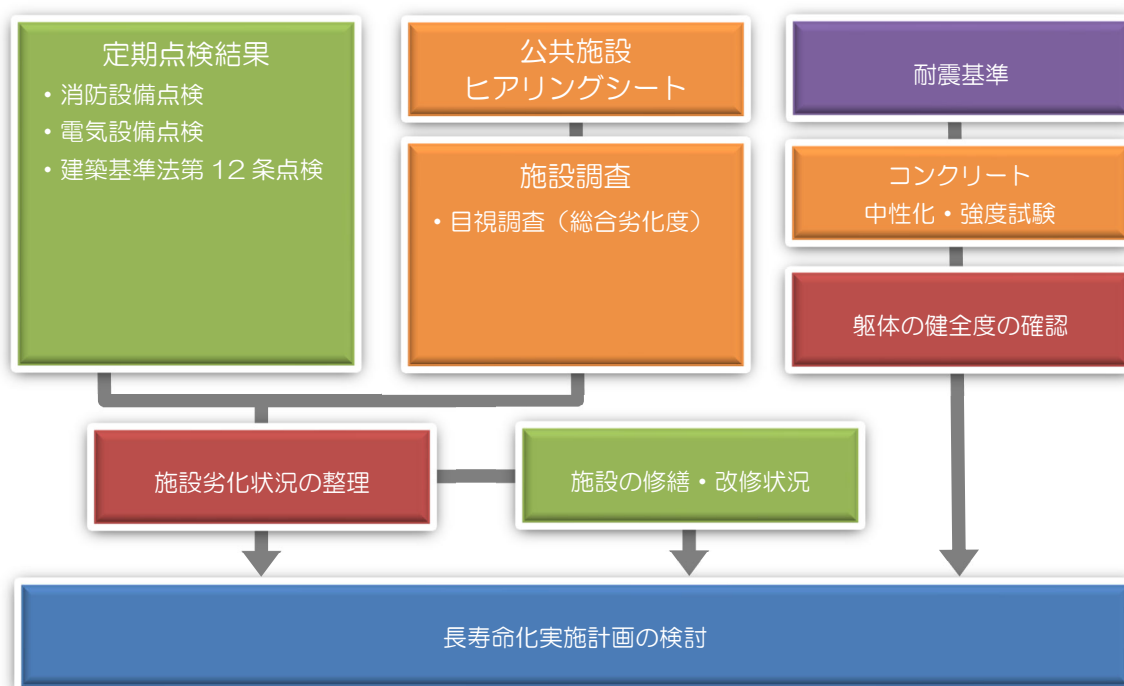 定期点検結果
・消防設備点検
・電気設備点検
・建築基準法第 12 条点検
公共施設
ヒアリングシート
施設調査
・目視調査（総合劣化度）
耐震基準
コンクリート
中性化・強度試験
躯体の健全度の確認
施設劣化状況の整理
施設の修繕・改修状況
長寿命化実施計画の検討